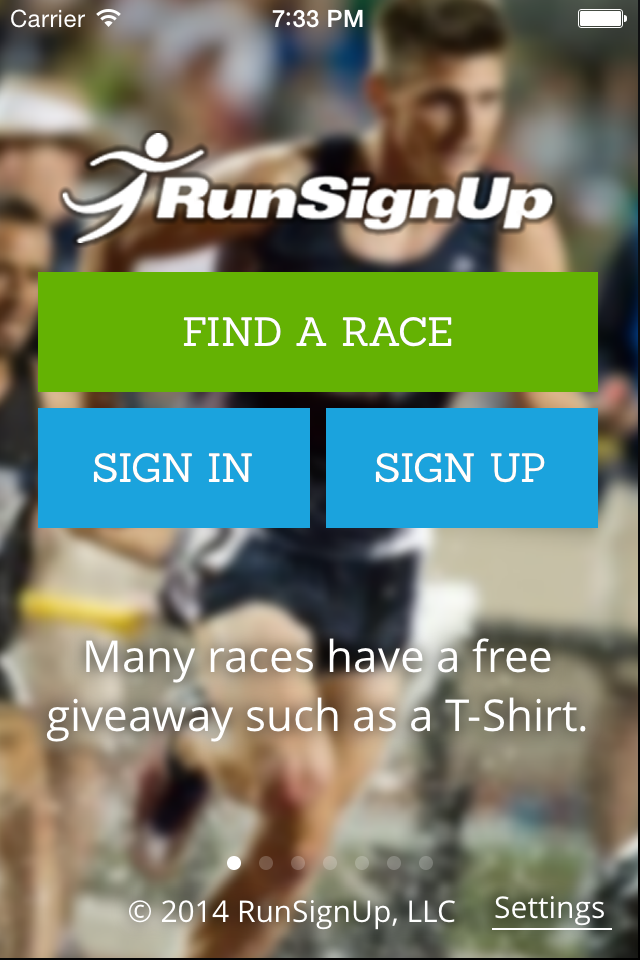 Carrier 7:33 PM
RunSignUp
FIND A RACE
SIGN IN SIGN UP
Many races have a free
giveaway such as a T-Shirt.
© 2014 RunSignUp, LLC Settings